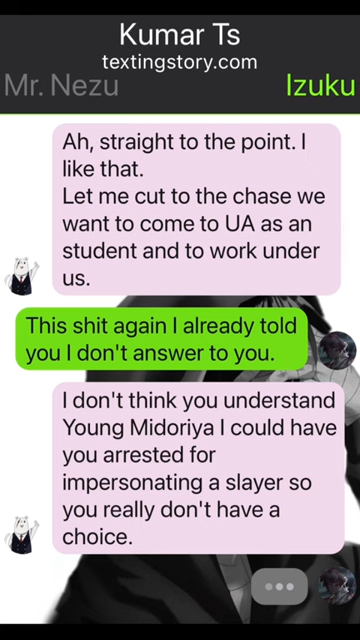 Kumar Ts
textingstory.com
Mr. Nezu
Izuku
Ah, straight to the point. I
like that.
Let me cut to the chase we
want to come to UA as an
student and to work under
us.
This shit again I already told
you I don't answer to you.
I don't think you understand
Young Midoriya I could have
you arrested for
impersonating a slayer so
you really don't have a
choice.